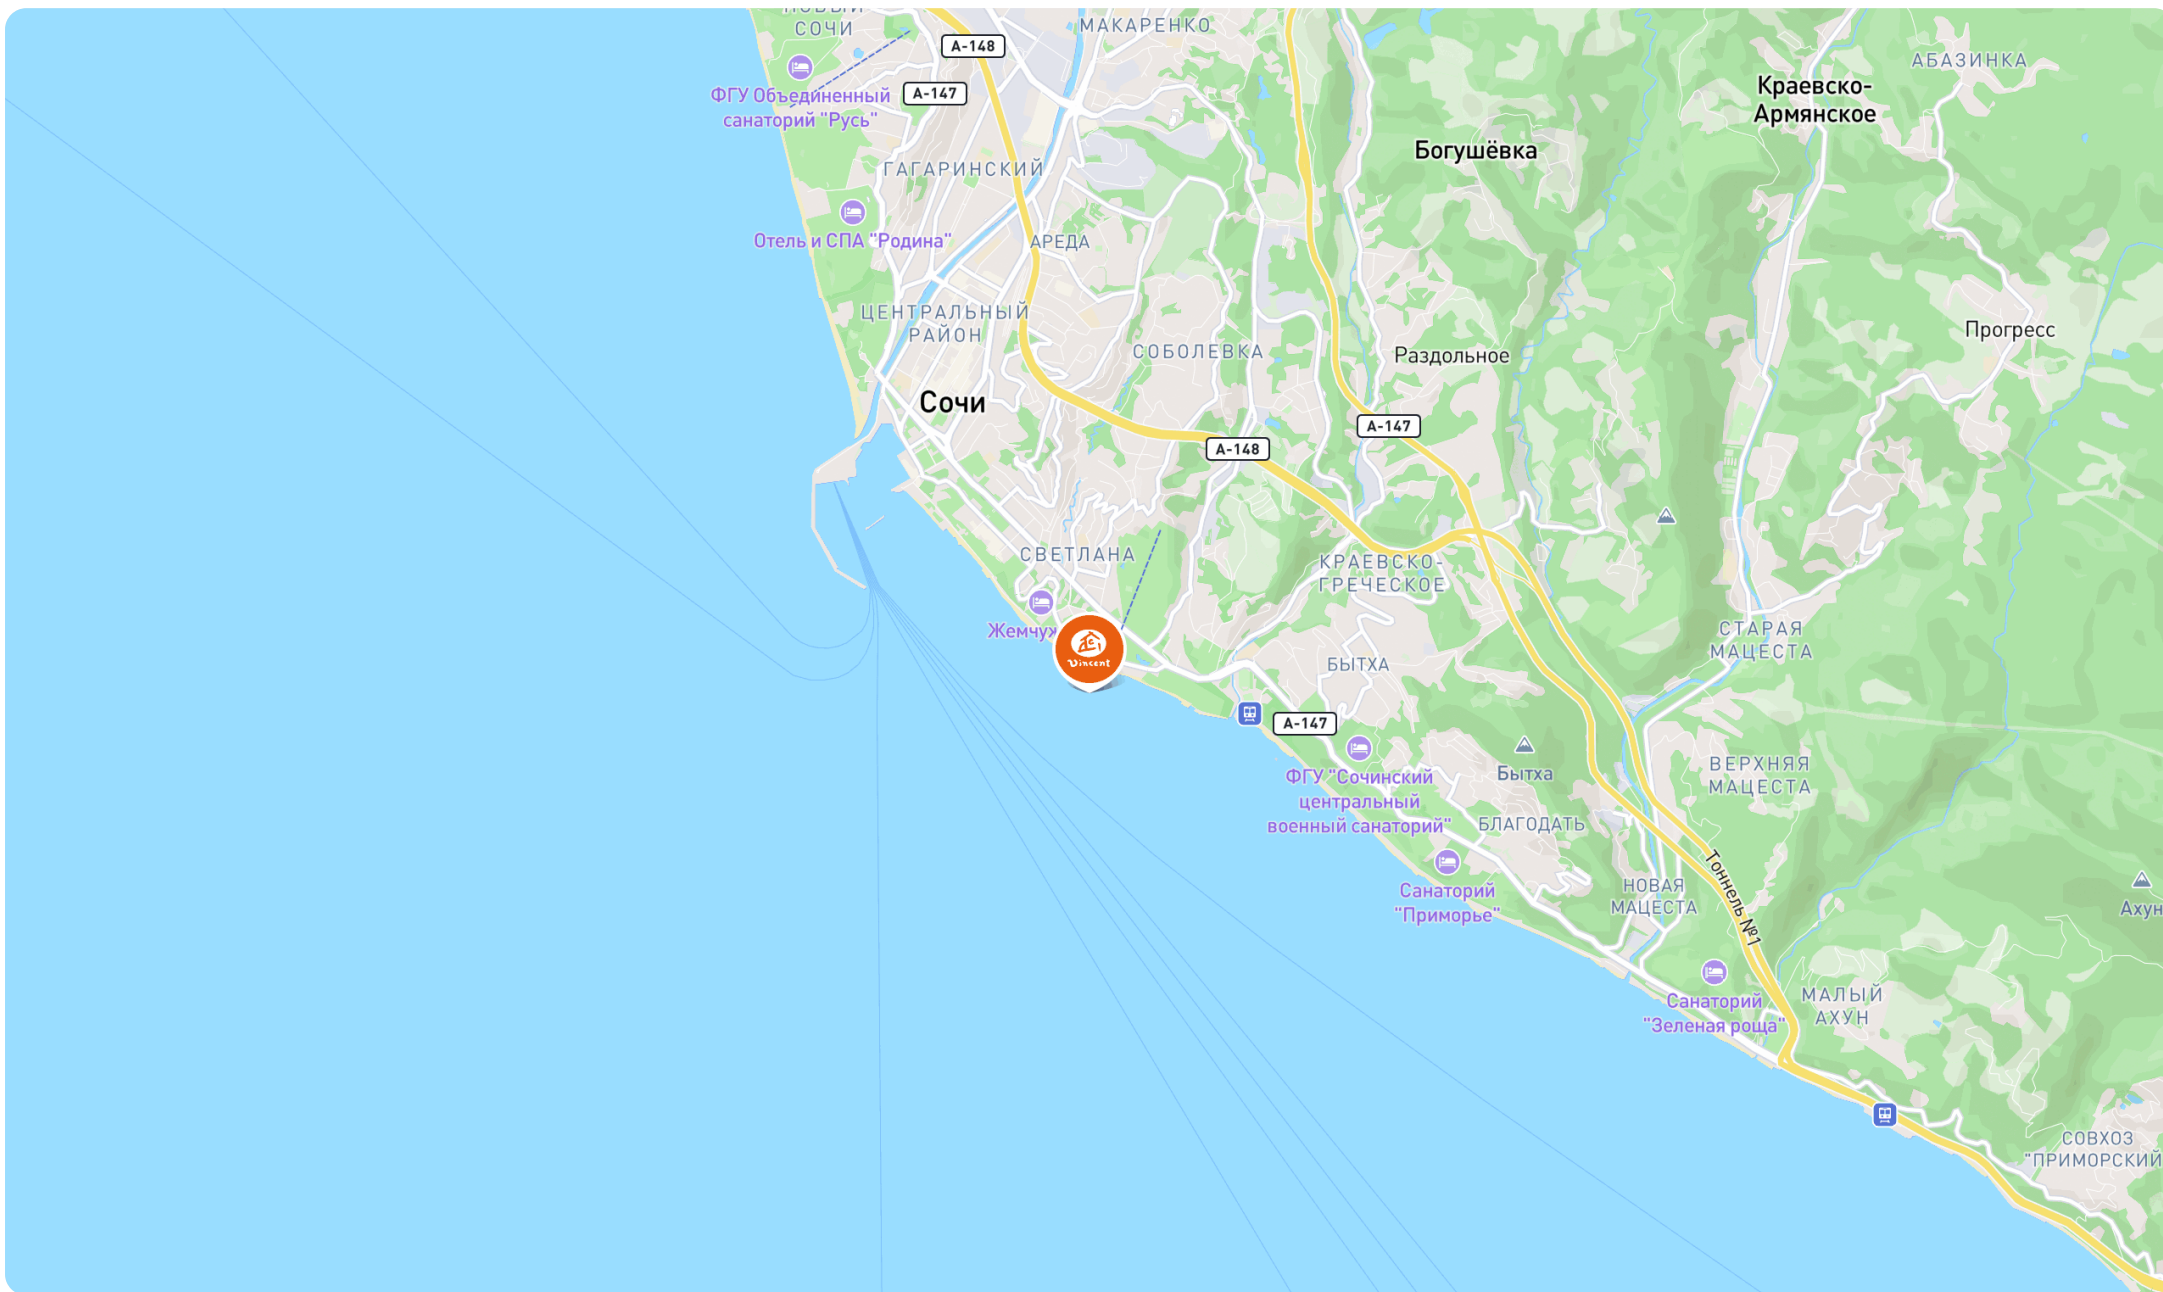 НОВЫЙ
СОЧИ
МАКАРЕНКО
А-148
АБАЗИНКА
ФГУ Объединенный
санаторий "Русь"
А-147
Краевско-
Армянское
Богушёвка
ГАГАРИНСКИЙ
Отель и СПА "Родина"
АРЕДА
ЦЕНТРАЛЬНЫЙ
РАЙОН
Прогресс
СОБОЛЕВКА
Раздольное
Сочи
А-147
А-148
СВЕТЛАНА
КРАЕВСКО-
ГРЕЧЕСКОЕ
Жемчуж
Vincent
СТАРАЯ
МАЦЕСТА
БЫТХА
А-147
ФГУ "Сочинский
центральный
военный санаторий"
Бытха
ВЕРХНЯЯ
МАЦЕСТА
БЛАГОДАТЬ
Тоннель №1
Санаторий
"Приморье"
НОВАЯ
МАЦЕСТА
Ахун
Санаторий
"Зеленая роща"
МАЛЫЙ
АХУН
СОВХОЗ
"ПРИМОРСКИЙ